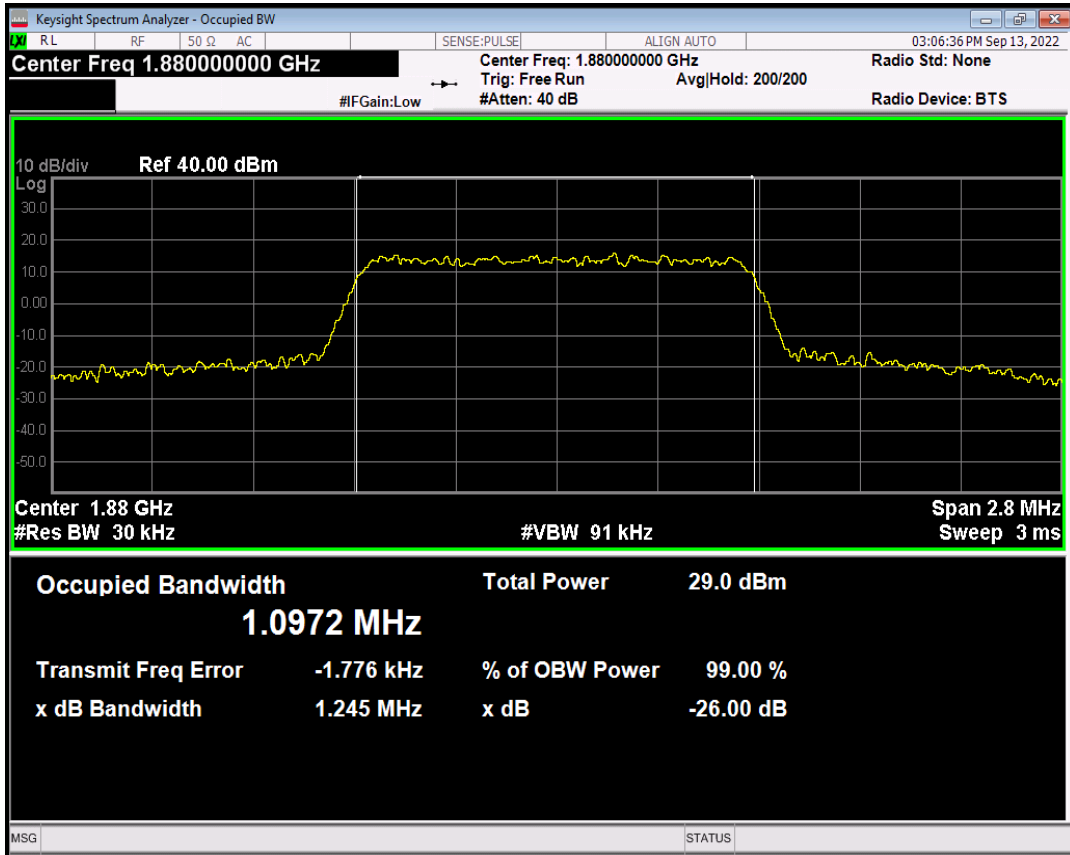 Keysight Spectrum Analyzer - Occupied BW
LXI RL RF 50 Ω AC SENSE:PULSE ALIGN AUTO 03:06:36 PM Sep 13, 2022
Center Freq 1.880000000 GHz Center Freq: 1.880000000 GHz Radio Std: None
Trig: Free Run Avg|Hold: 200/200
#IFGain:Low #Atten: 40 dB Radio Device: BTS
10 dB/div Ref 40.00 dBm
Log
30.0
20.0
10.0
0.00
-10.0
-20.0
-30.0
-40.0
-50.0
Center 1.88 GHz Span 2.8 MHz
#Res BW 30 kHz #VBW 91 kHz Sweep 3 ms
Occupied Bandwidth Total Power 29.0 dBm
1.0972 MHz
Transmit Freq Error -1.776 kHz % of OBW Power 99.00 %
x dB Bandwidth 1.245 MHz x dB -26.00 dB
MSG STATUS